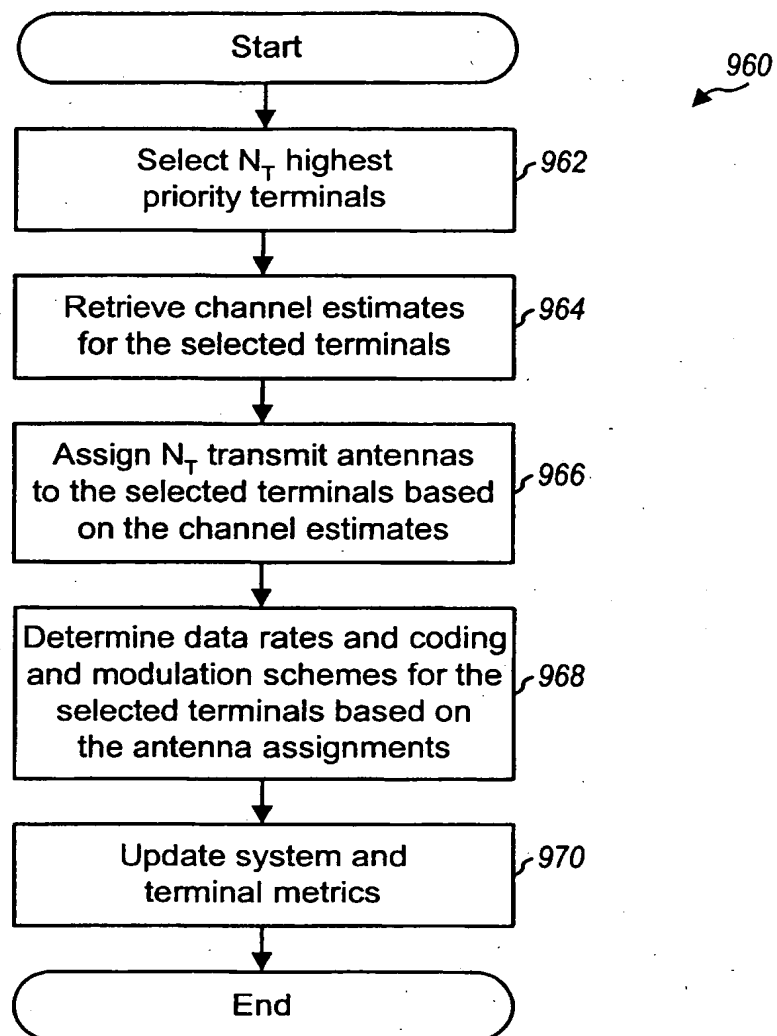 Start
960
Select N_T highest
priority terminals
962
Retrieve channel estimates
for the selected terminals
964
Assign N_T transmit antennas
to the selected terminals based
on the channel estimates
966
Determine data rates and coding
and modulation schemes for the
selected terminals based on
the antenna assignments
968
Update system and
terminal metrics
970
End